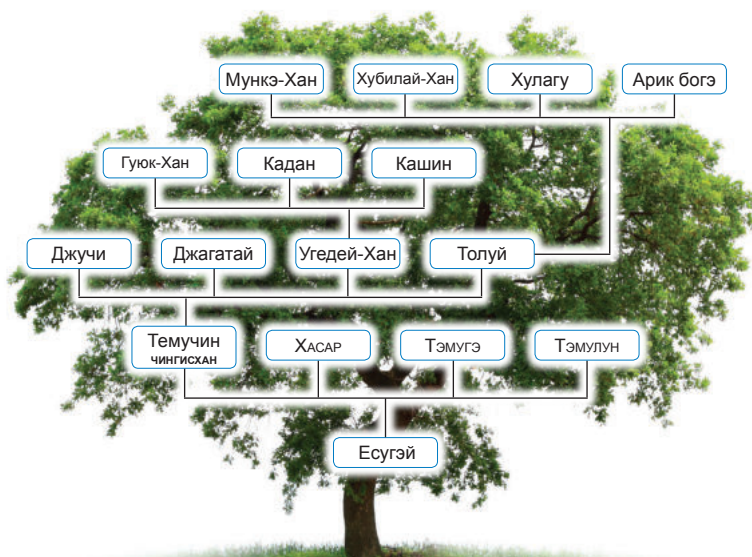 Мункэ-Хан
Хубилай-Хан
Хулагу
Арик богэ
Гуюк-Хан
Кадан
Кашин
Джучи
Джагатай
Угедей-Хан
Толуй
Темучин
ЧИНГИСХАН
ХАСАР
ТЭМУГЭ
ТЭМУЛУН
Есугэй